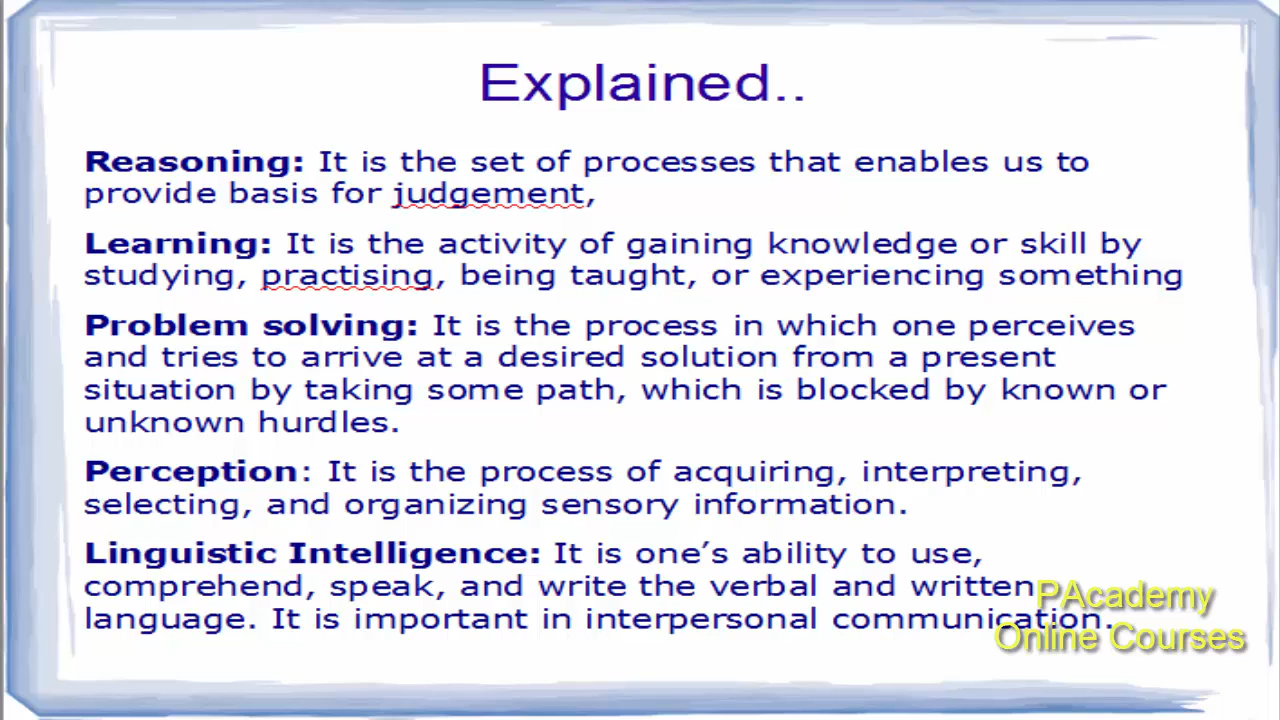 Explained..
Reasoning: It is the set of processes that enables us to
provide basis for judgement,
Learning: It is the activity of gaining knowledge or skill by
studying, practising, being taught, or experiencing something
Problem solving: It is the process in which one perceives
and tries to arrive at a desired solution from a present
situation by taking some path, which is blocked by known or
unknown hurdles.
Perception: It is the process of acquiring, interpreting,
selecting, and organizing sensory information.
Linguistic Intelligence: It is one’s ability to use,
comprehend, speak, and write the verbal and written
language. It is important in interpersonal communication.
PAcademy
Online Courses